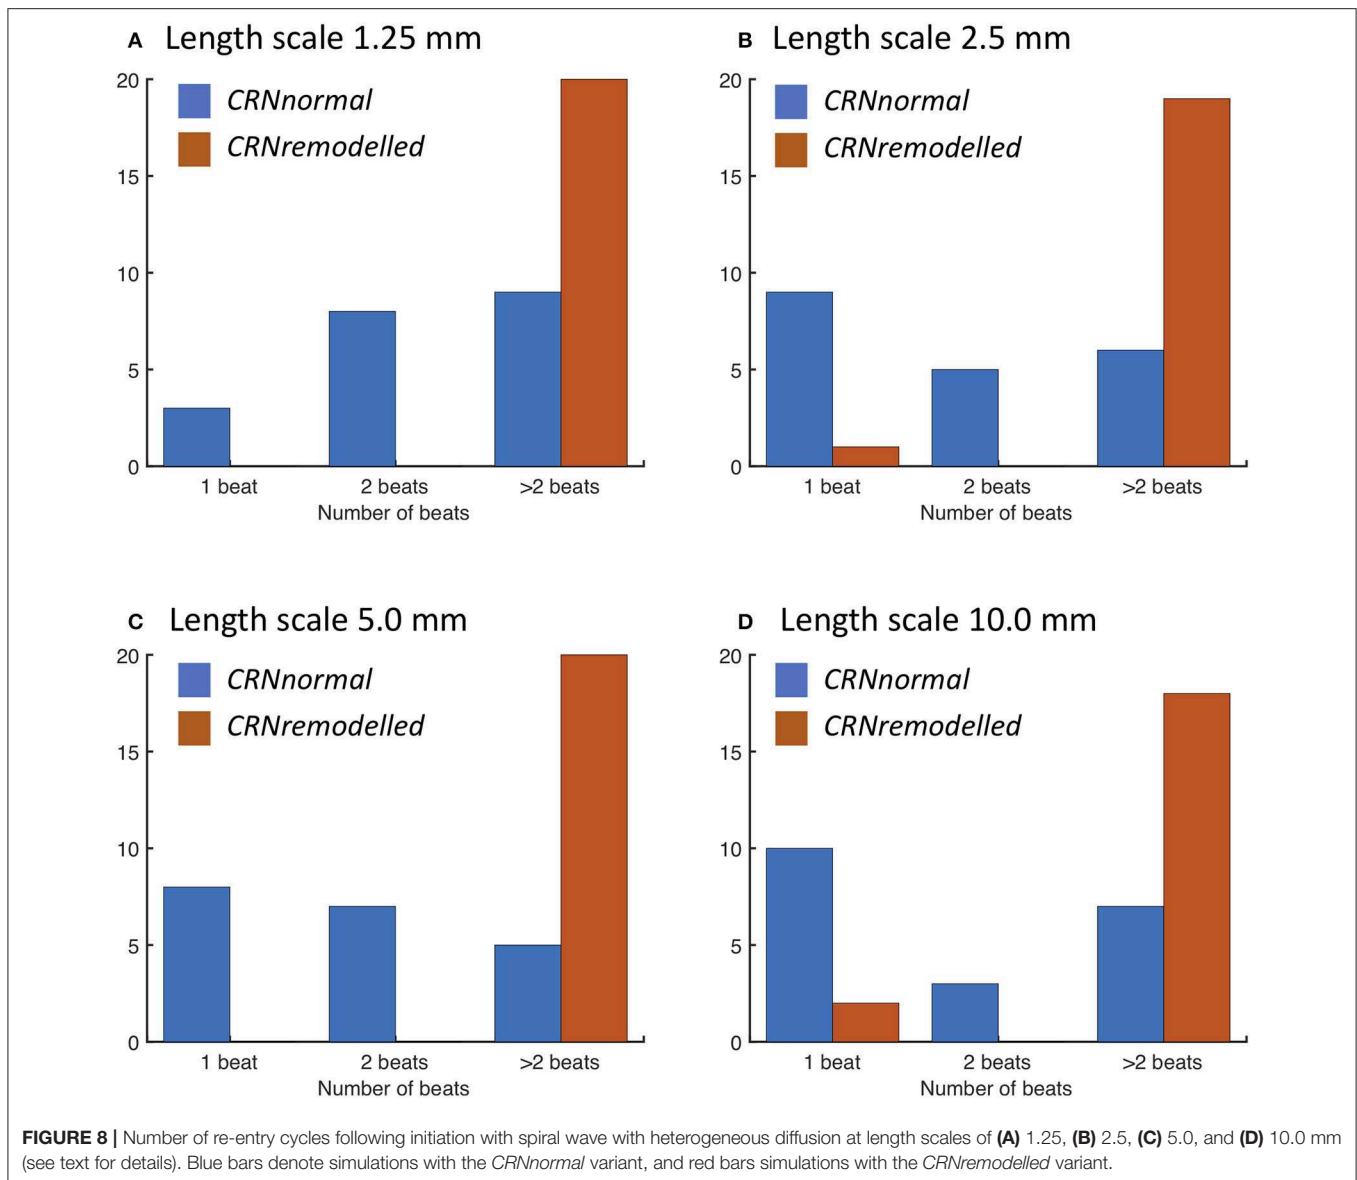 A Length scale 1.25 mm
CRNnormal
CRNremodelled
20
15
10
5
0
1 beat 2 beats >2 beats
Number of beats
B Length scale 2.5 mm
CRNnormal
CRNremodelled
20
15
10
5
0
1 beat 2 beats >2 beats
Number of beats
C Length scale 5.0 mm
CRNnormal
CRNremodelled
20
15
10
5
0
1 beat 2 beats >2 beats
Number of beats
D Length scale 10.0 mm
CRNnormal
CRNremodelled
20
15
10
5
0
1 beat 2 beats >2 beats
Number of beats
FIGURE 8 | Number of re-entry cycles following initiation with spiral wave with heterogeneous diffusion at length scales of (A) 1.25, (B) 2.5, (C) 5.0, and (D) 10.0 mm
(see text for details). Blue bars denote simulations with the CRNnormal variant, and red bars simulations with the CRNremodelled variant.